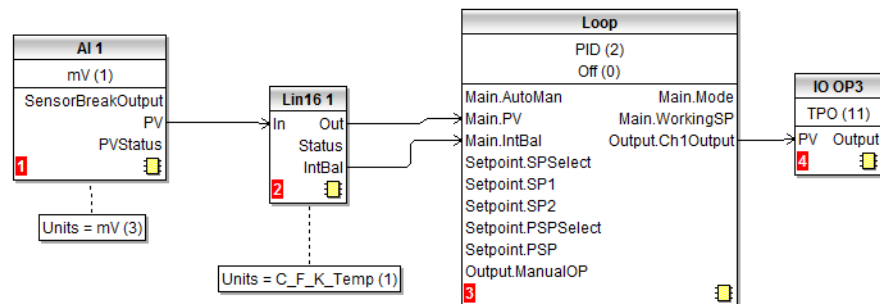 AI 1
mV (1)
SensorBreakOutput
PV
PVStatus
1
Units = mV (3)
Lin16 1
In Out
Status
IntBal
2
Units = C_F_K_Temp (1)
Loop
PID (2)
Off (0)
Main.AutoMan Main.Mode
Main.PV Main.WorkingSP
Main.IntBal Output.Ch1Output
Setpoint.SPSelect
Setpoint.SP1
Setpoint.SP2
Setpoint.PSPSelect
Setpoint.PSP
Output.ManualOP
3
IO OP3
TPO (11)
PV Output
4